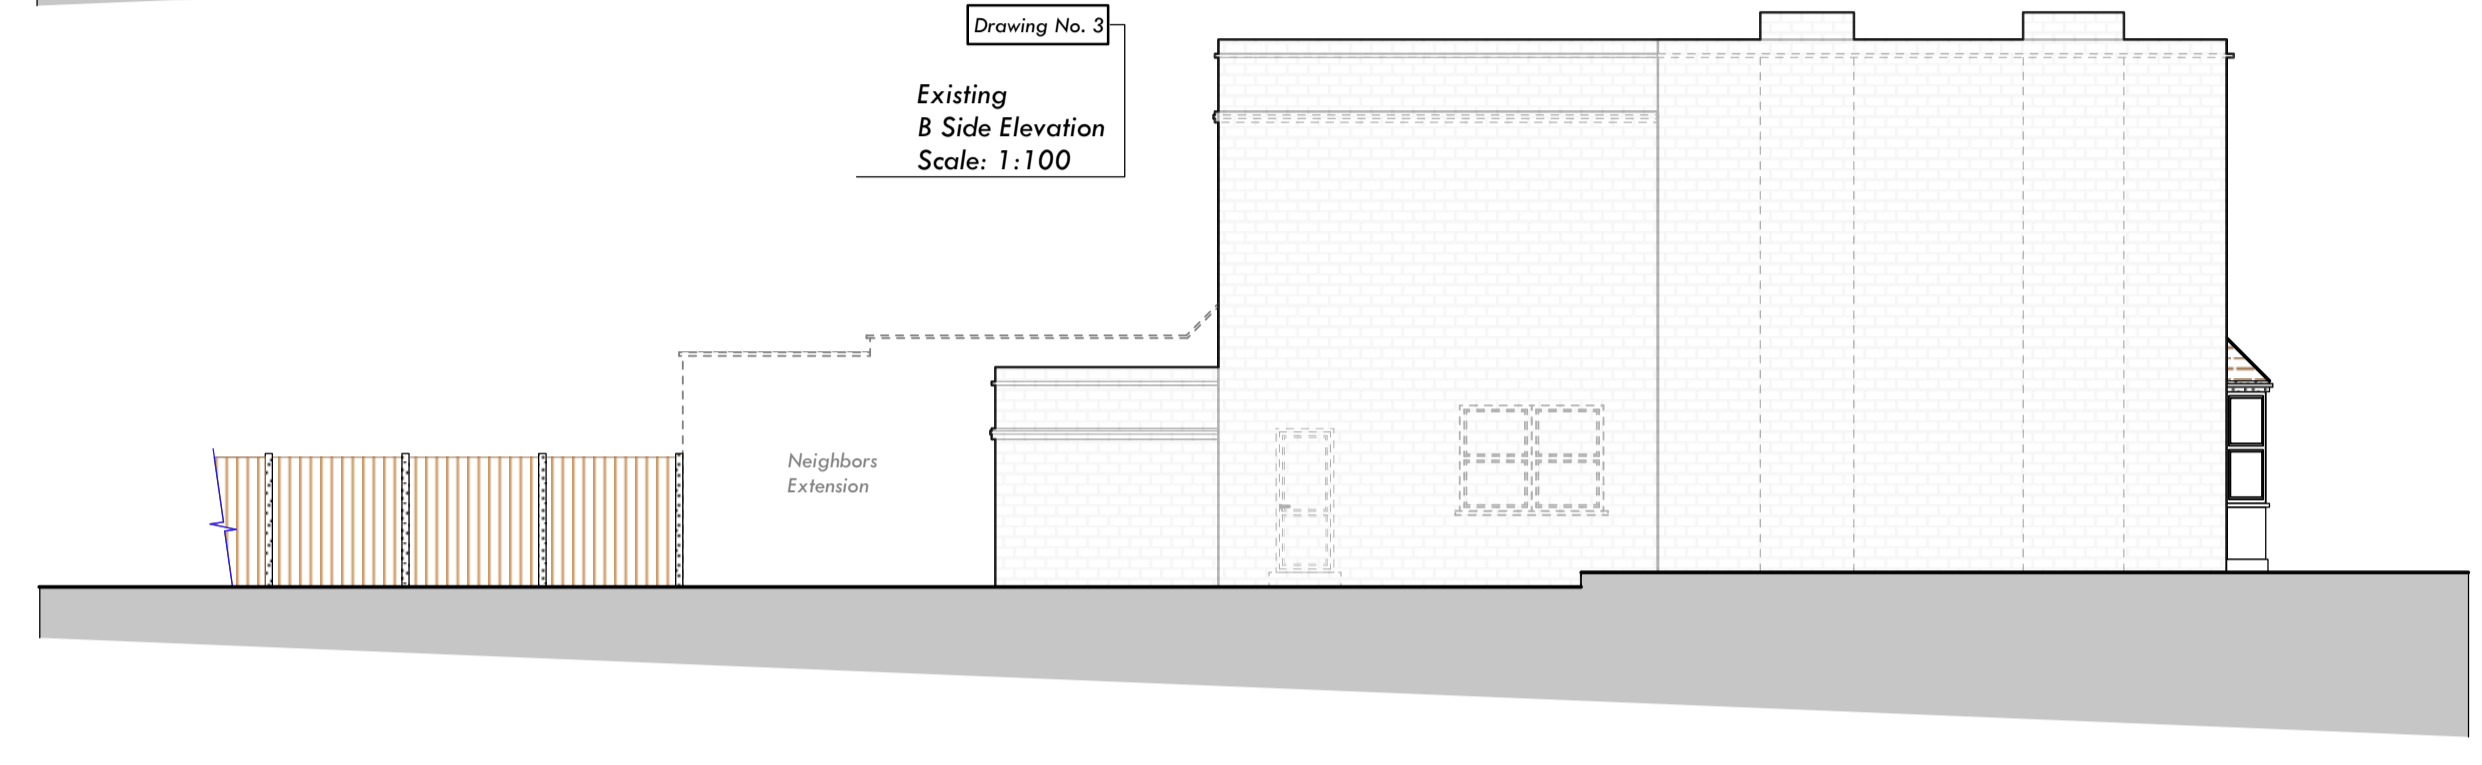 Drawing No. 3
Existing
B Side Elevation
Scale: 1:100
Neighbors
Extension